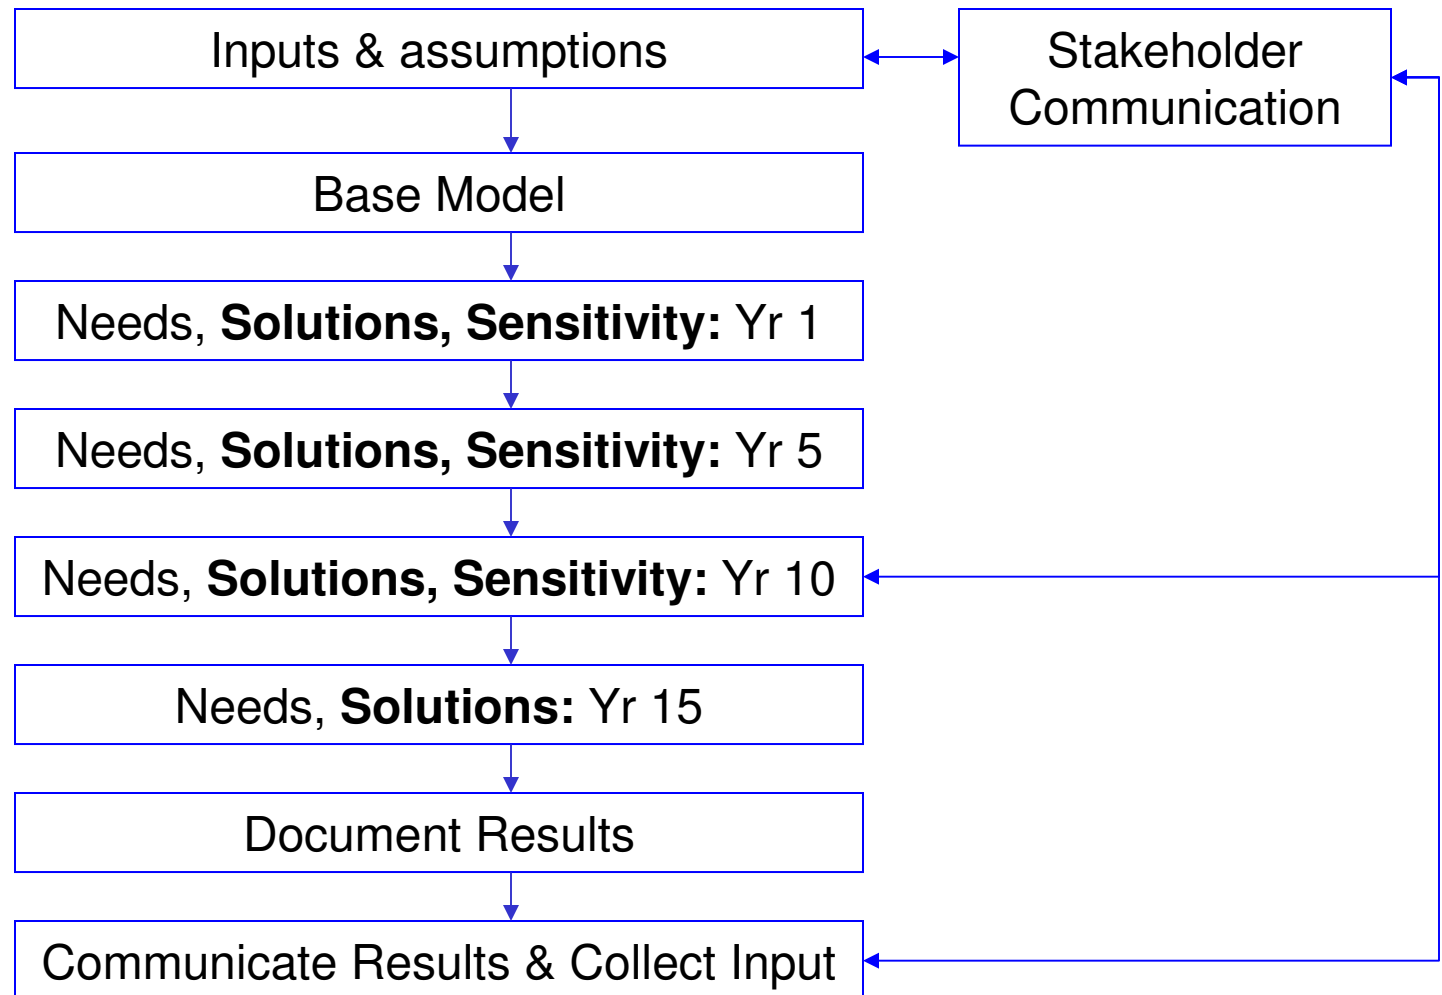 Inputs & assumptions
Stakeholder
Communication
Base Model
Needs, Solutions, Sensitivity: Yr 1
Needs, Solutions, Sensitivity: Yr 5
Needs, Solutions, Sensitivity: Yr 10
Needs, Solutions: Yr 15
Document Results
Communicate Results & Collect Input